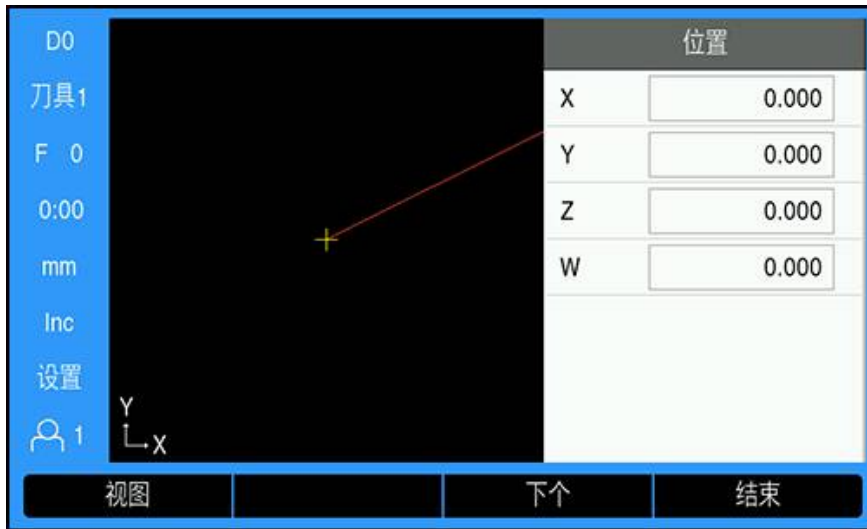 D0
刀具1
F 0
0:00
mm
Inc
设置
1
Y
X
位置
X 0.000
Y 0.000
Z 0.000
W 0.000
视图
下个
结束